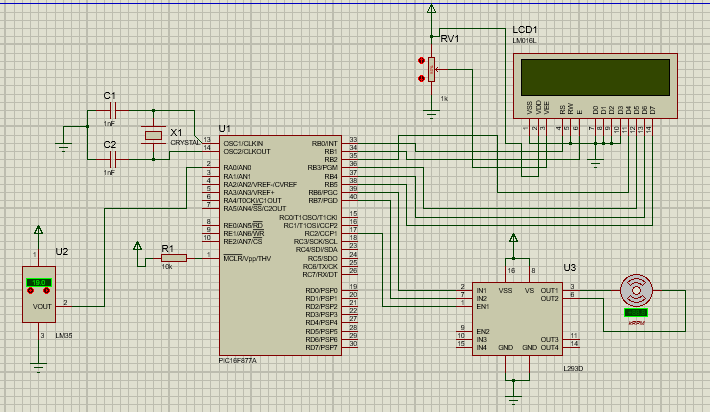 LCD1
LM016L
RV1
1k
VSS VDD VEE RS RW E D0 D1 D2 D3 D4 D5 D6 D7
1 2 3 4 5 6 7 8 9 10 11 12 13 14
C1
1nF
X1
CRYSTAL
C2
1nF
U1
13 OSC1/CLKIN RB0/INT 33
14 OSC2/CLKOUT RB1 34
RB2 35
2 RA0/AN0 RB3/PGM 36
3 RA1/AN1 RB4 37
4 RA2/AN2/VREF-/CVREF RB5 38
5 RA3/AN3/VREF+ RB6/PGC 39
6 RA4/T0CKI/C1OUT RB7/PGD 40
7 RA5/AN4/SS/C2OUT
RC0/T1OSO/T1CKI 15
8 RE0/AN5/RD RC1/T1OSI/CCP2 16
9 RE1/AN6/WR RC2/CCP1 17
10 RE2/AN7/CS RC3/SCK/SCL 18
RC4/SDI/SDA 23
1 MCLR/Vpp/THV RC5/SDO 24
RC6/TX/CK 25
RC7/RX/DT 26
RD0/PSP0 19
RD1/PSP1 20
RD2/PSP2 21
RD3/PSP3 22
RD4/PSP4 27
RD5/PSP5 28
RD6/PSP6 29
RD7/PSP7 30
PIC16F877A
R1
10k
U2
1
VOUT 2
3
LM35
U3
16 8
2 IN1 VSS VS OUT1 3
7 IN2 OUT2 6
1 EN1
9 EN2
10 IN3 OUT3 11
15 IN4 GND GND OUT4 14
L293D
kRPM